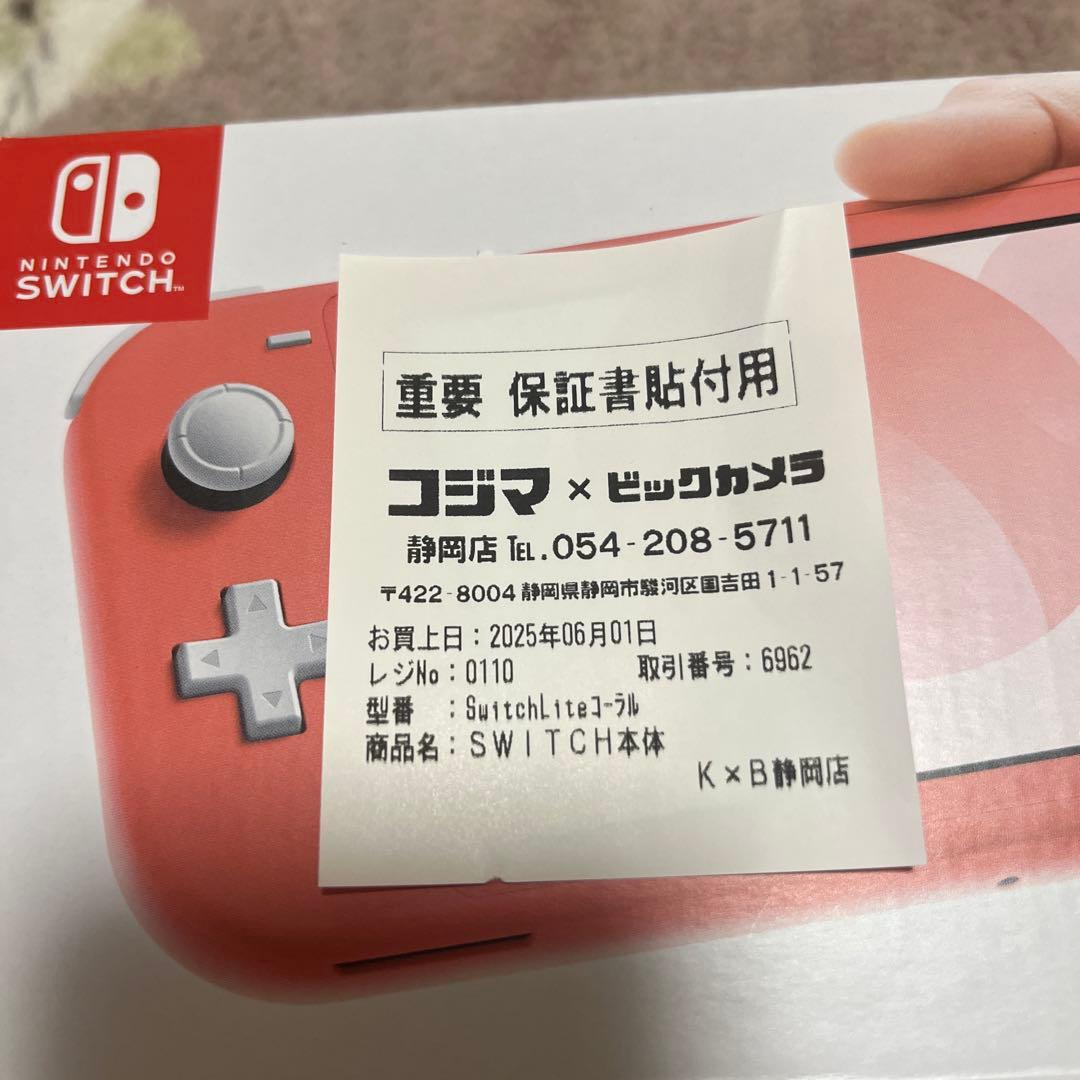 NINTENDO
SWITCH™
重要 保証書貼付用
コジマ×ビックカメラ
静岡店 TEL.054-208-5711
〒422-8004 静岡県静岡市駿河区国吉田1-1-57
お買上日：2025年06月01日
レジNo：0110 取引番号：6962
型番 ：SwitchLiteｺｰﾗﾙ
商品名：ＳＷＩＴＣＨ本体
Ｋ×Ｂ静岡店